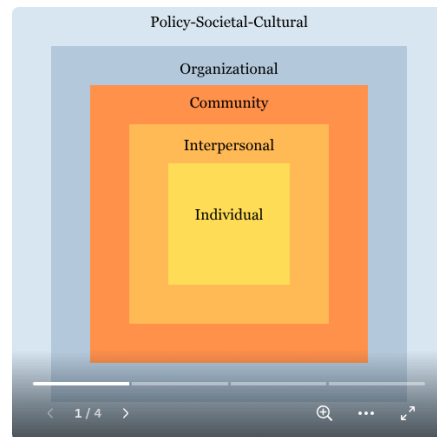 Policy-Societal-Cultural
Organizational
Community
Interpersonal
Individual
1 / 4